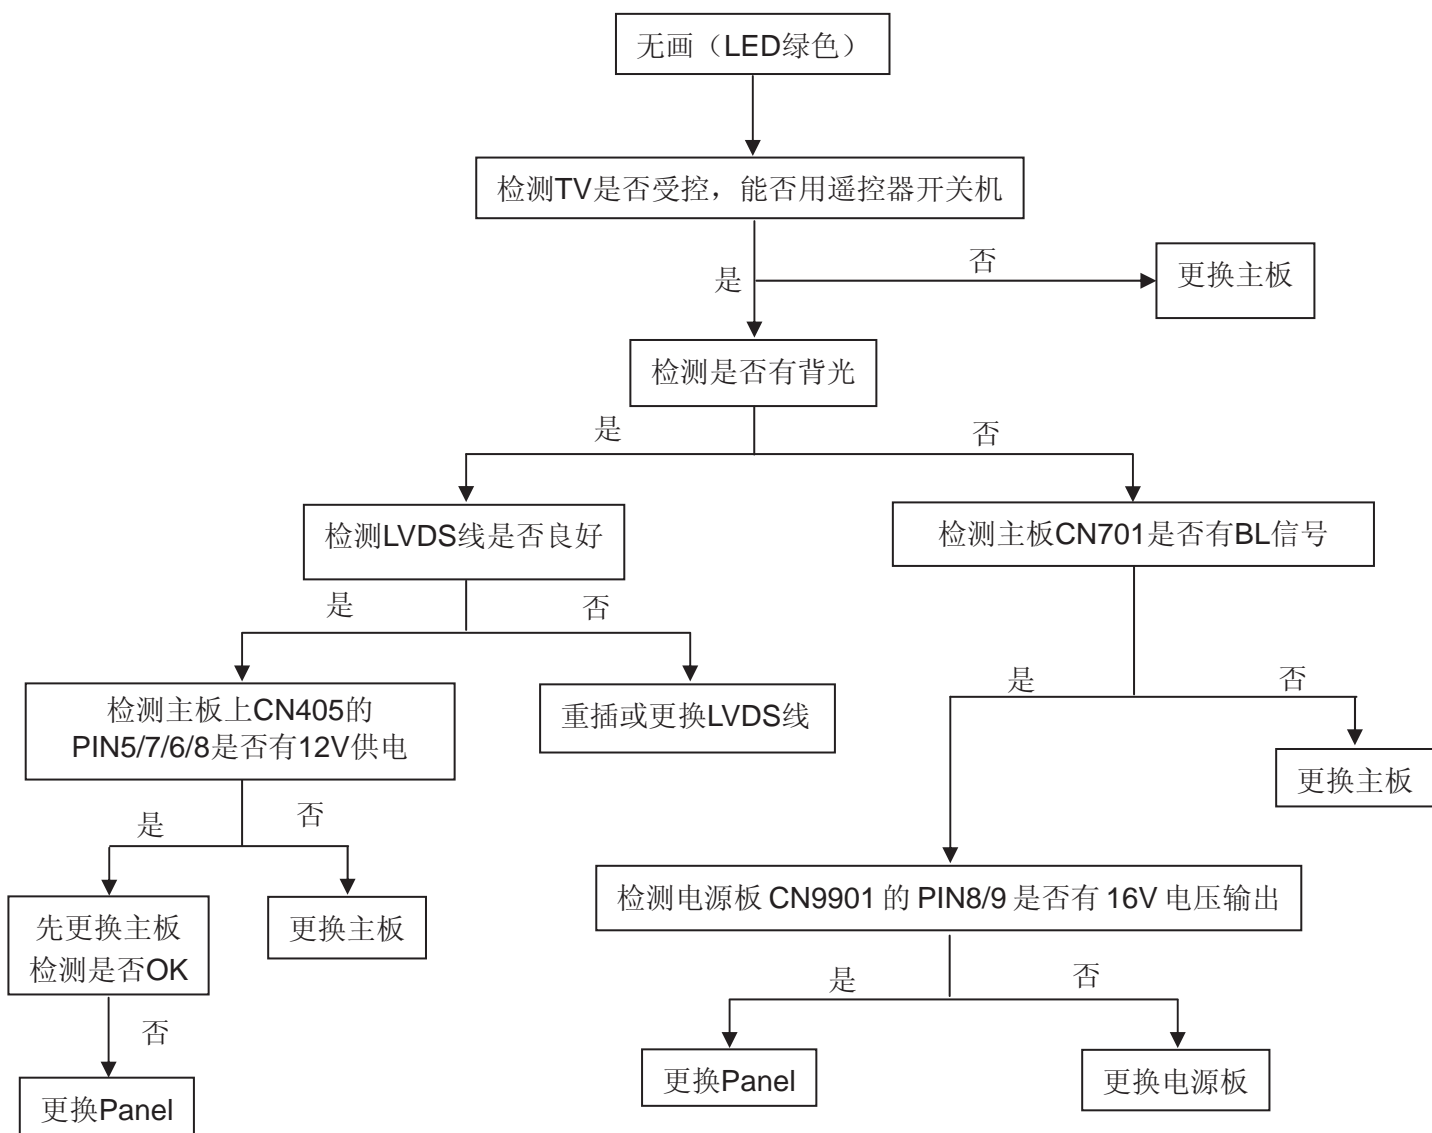 无画（LED绿色）
检测TV是否受控，能否用遥控器开关机
是
否
更换主板
检测是否有背光
是
否
检测LVDS线是否良好
检测主板CN701是否有BL信号
是
否
检测主板上CN405的
PIN5/7/6/8是否有12V供电
重插或更换LVDS线
是
否
更换主板
是
否
先更换主板
检测是否OK
更换主板
检测电源板 CN9901 的 PIN8/9 是否有 16V 电压输出
是
否
否
更换Panel
更换Panel
更换电源板